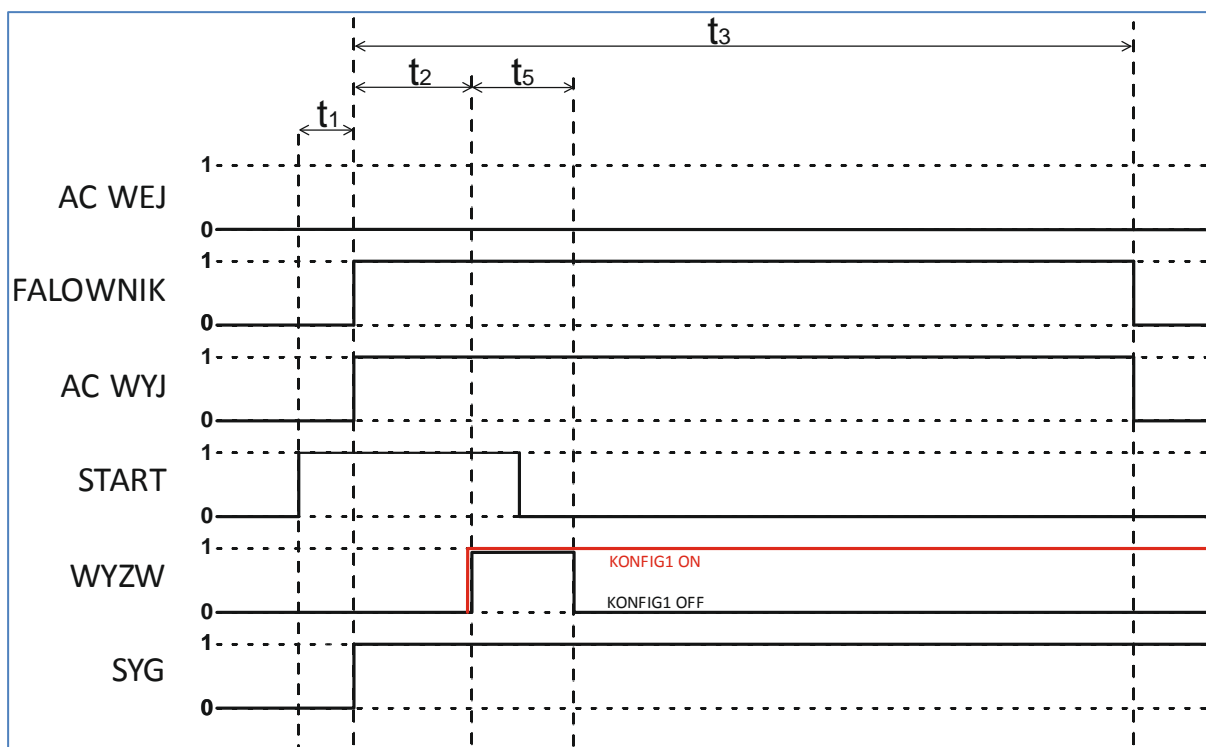 t3
t2
t5
t1
1
AC WEJ
0
1
FALOWNIK
0
1
AC WYJ
0
1
START
0
1
KONFIG1 ON
WYZW
KONFIG1 OFF
0
1
SYG
0